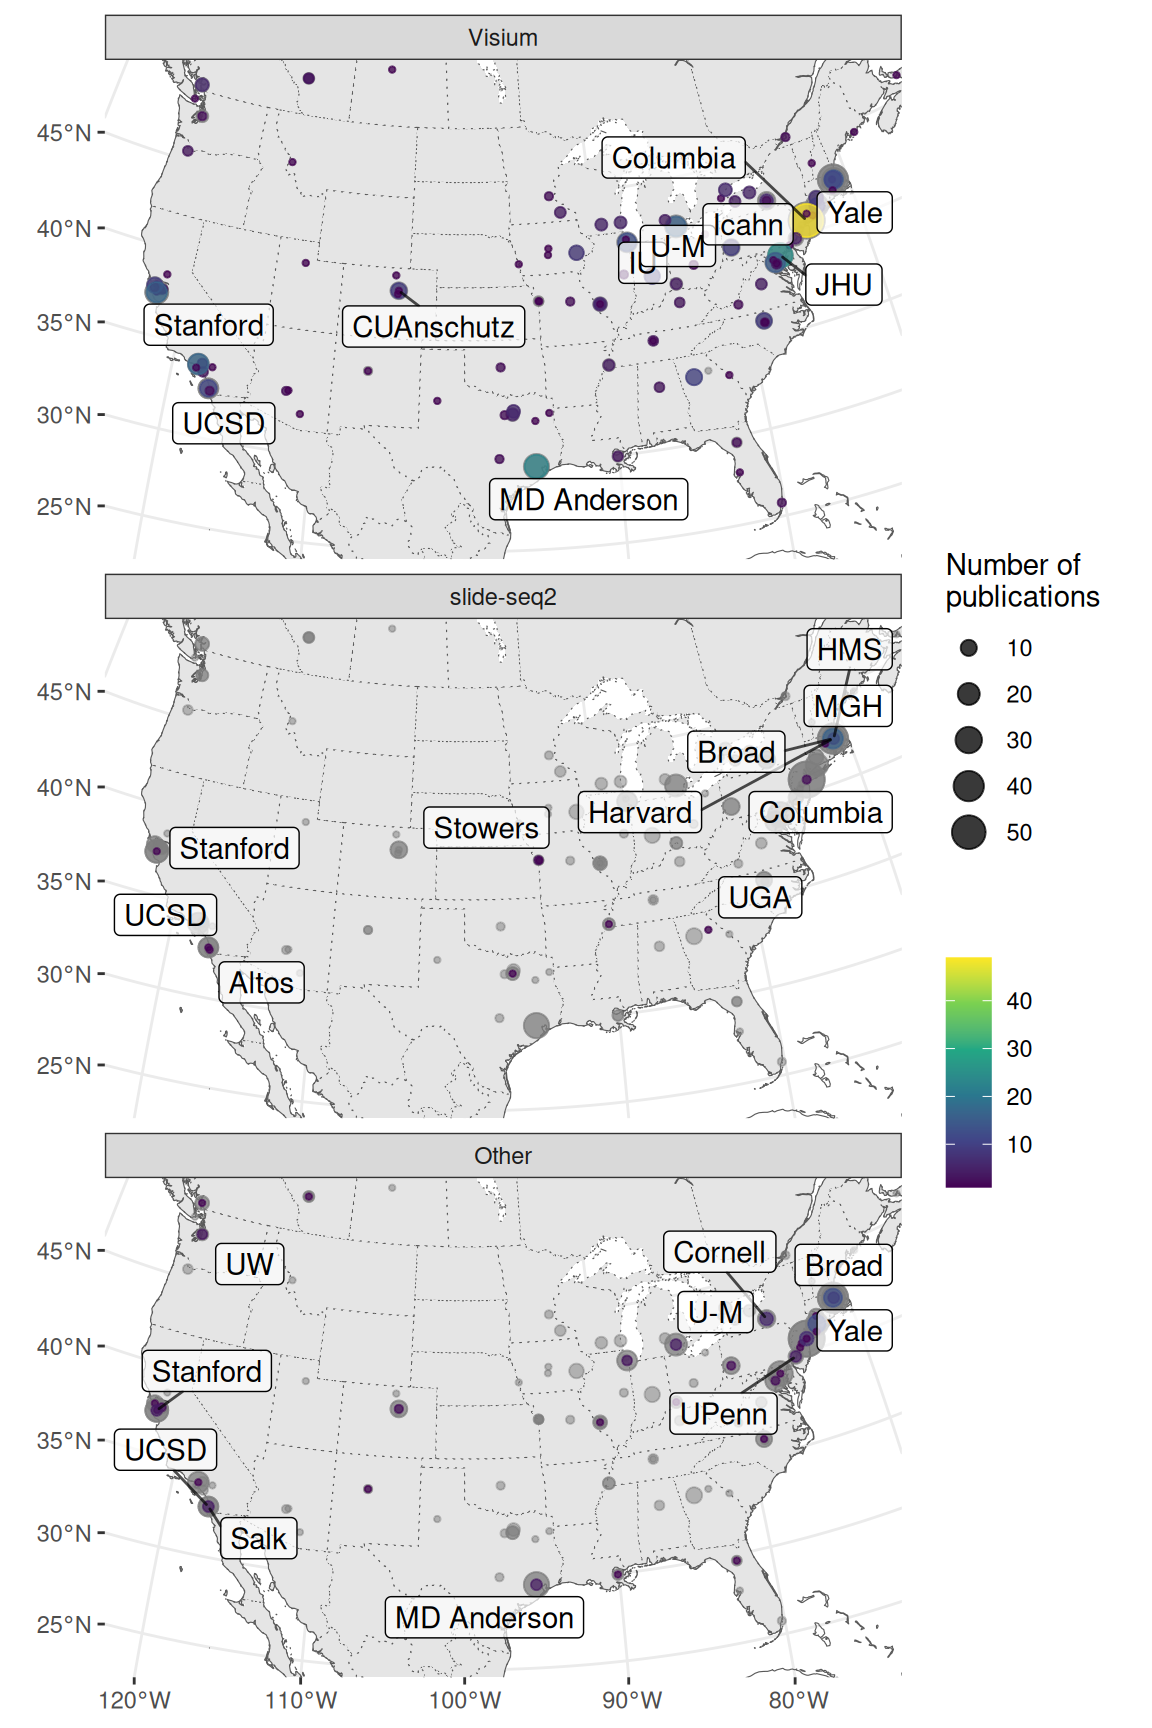 Visium
45°N
40°N
35°N
30°N
25°N
Columbia
Yale
Icahn
U-M
IU
JHU
Stanford
CUAnschutz
UCSD
MD Anderson
slide-seq2
45°N
40°N
35°N
30°N
25°N
HMS
MGH
Broad
Harvard
Columbia
Stowers
Stanford
UGA
UCSD
Altos
Number of
publications
10
20
30
40
50
40
30
20
10
Other
45°N
40°N
35°N
30°N
25°N
Cornell
Broad
UW
U-M
Yale
Stanford
UPenn
UCSD
Salk
MD Anderson
120°W
110°W
100°W
90°W
80°W